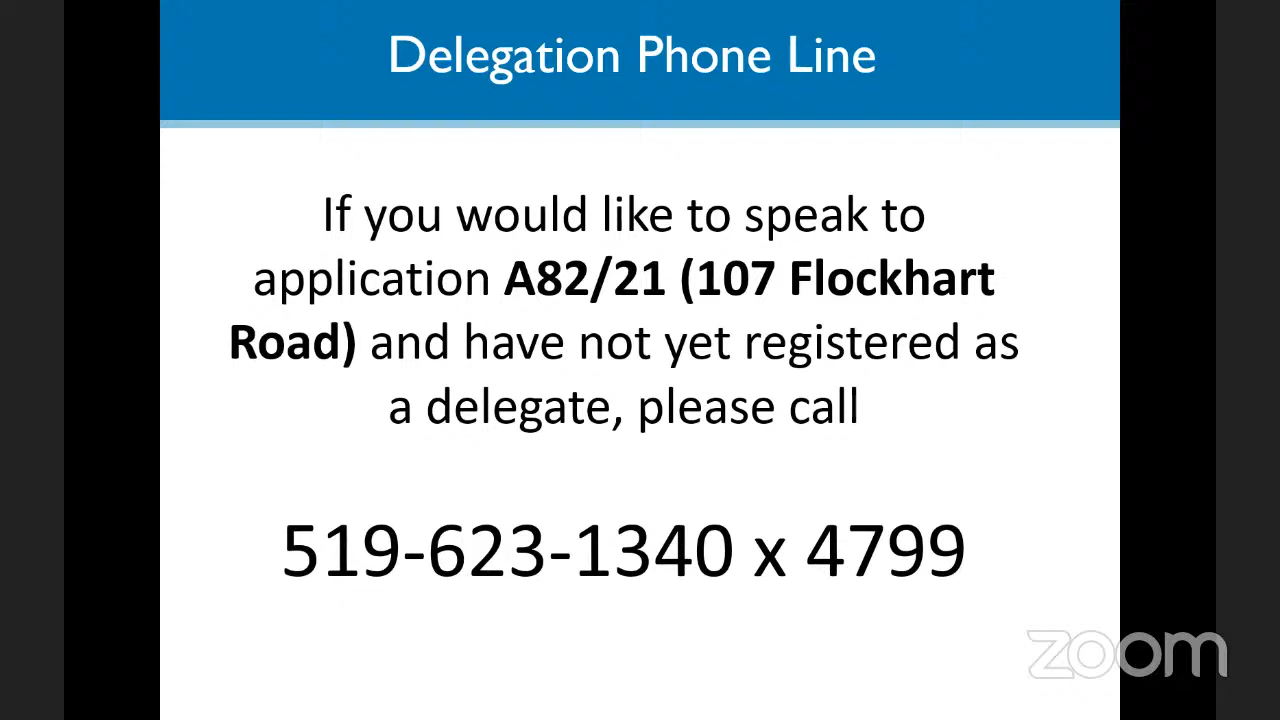 Delegation Phone Line
If you would like to speak to
application A82/21 (107 Flockhart
Road) and have not yet registered as
a delegate, please call
519-623-1340 x 4799
zoom